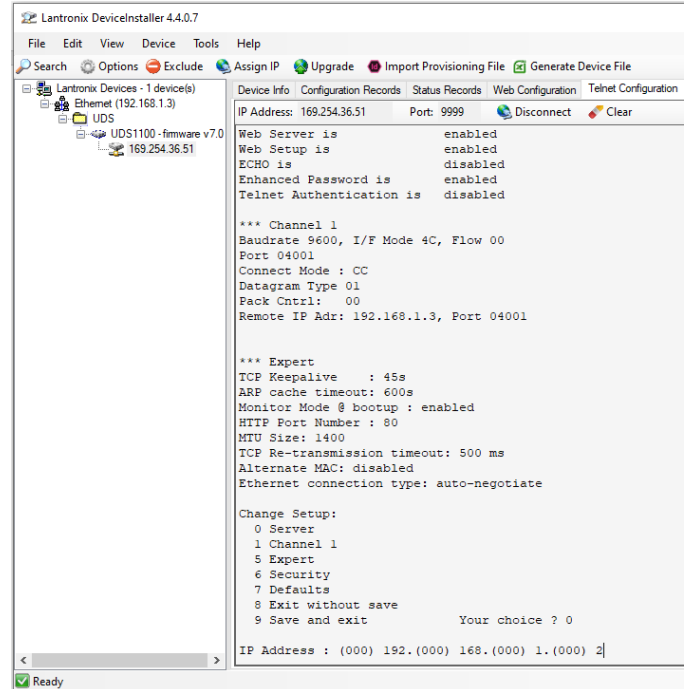 Lantronix DeviceInstaller 4.4.0.7
File Edit View Device Tools Help
Search Options Exclude Assign IP Upgrade Import Provisioning File Generate Device File
Lantronix Devices - 1 device(s)
Ethernet (192.168.1.3)
UDS
UDS1100 - firmware v7.0
169.254.36.51
Device Info Configuration Records Status Records Web Configuration Telnet Configuration
IP Address: 169.254.36.51 Port: 9999 Disconnect Clear
Web Server is enabled
Web Setup is enabled
ECHO is disabled
Enhanced Password is enabled
Telnet Authentication is disabled
*** Channel 1
Baudrate 9600, I/F Mode 4C, Flow 00
Port 04001
Connect Mode : CC
Datagram Type 01
Pack Cntrl: 00
Remote IP Adr: 192.168.1.3, Port 04001
*** Expert
TCP Keepalive : 45s
ARP cache timeout: 600s
Monitor Mode @ bootup : enabled
HTTP Port Number : 80
MTU Size: 1400
TCP Re-transmission timeout: 500 ms
Alternate MAC: disabled
Ethernet connection type: auto-negotiate
Change Setup:
0 Server
1 Channel 1
5 Expert
6 Security
7 Defaults
8 Exit without save
9 Save and exit Your choice ? 0
IP Address : (000) 192.(000) 168.(000) 1.(000) 2
Ready